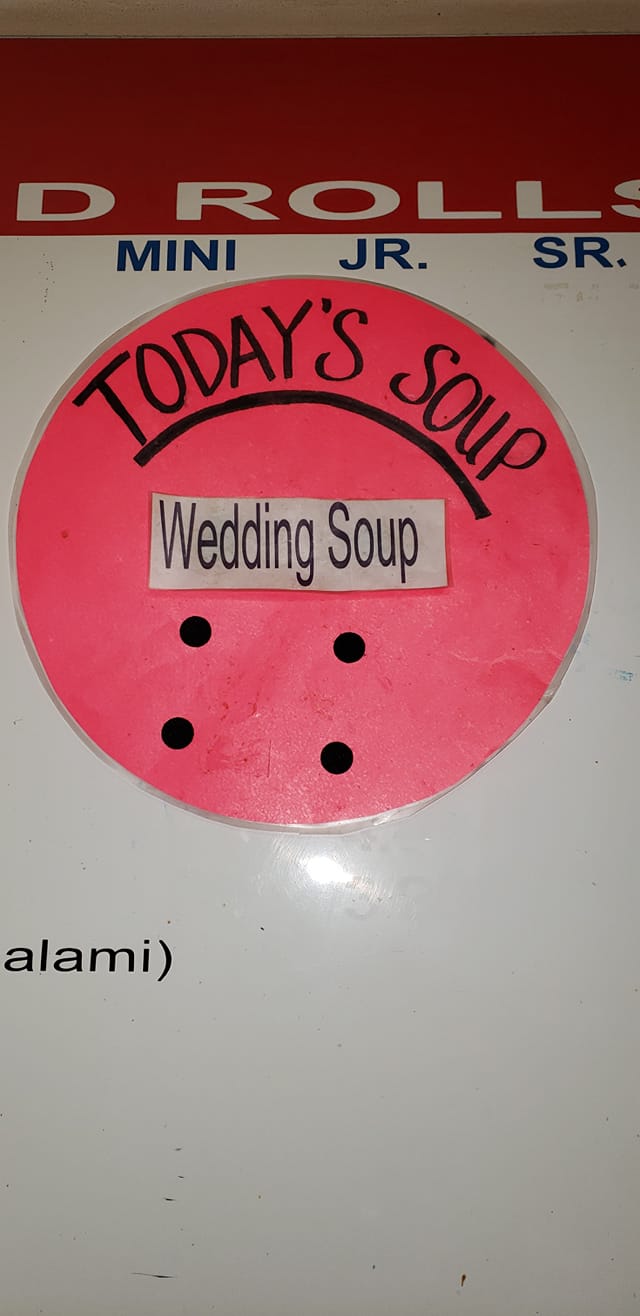 D ROLLS
MINI JR. SR.
TODAY'S SOUP
Wedding Soup
alami)